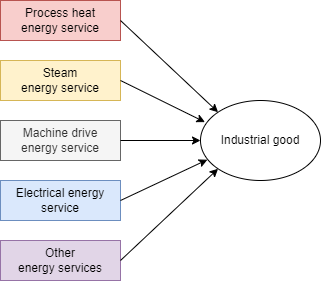 Process heat
energy service
Steam
energy service
Machine drive
energy service
Industrial good
Electrical energy
service
Other
energy services